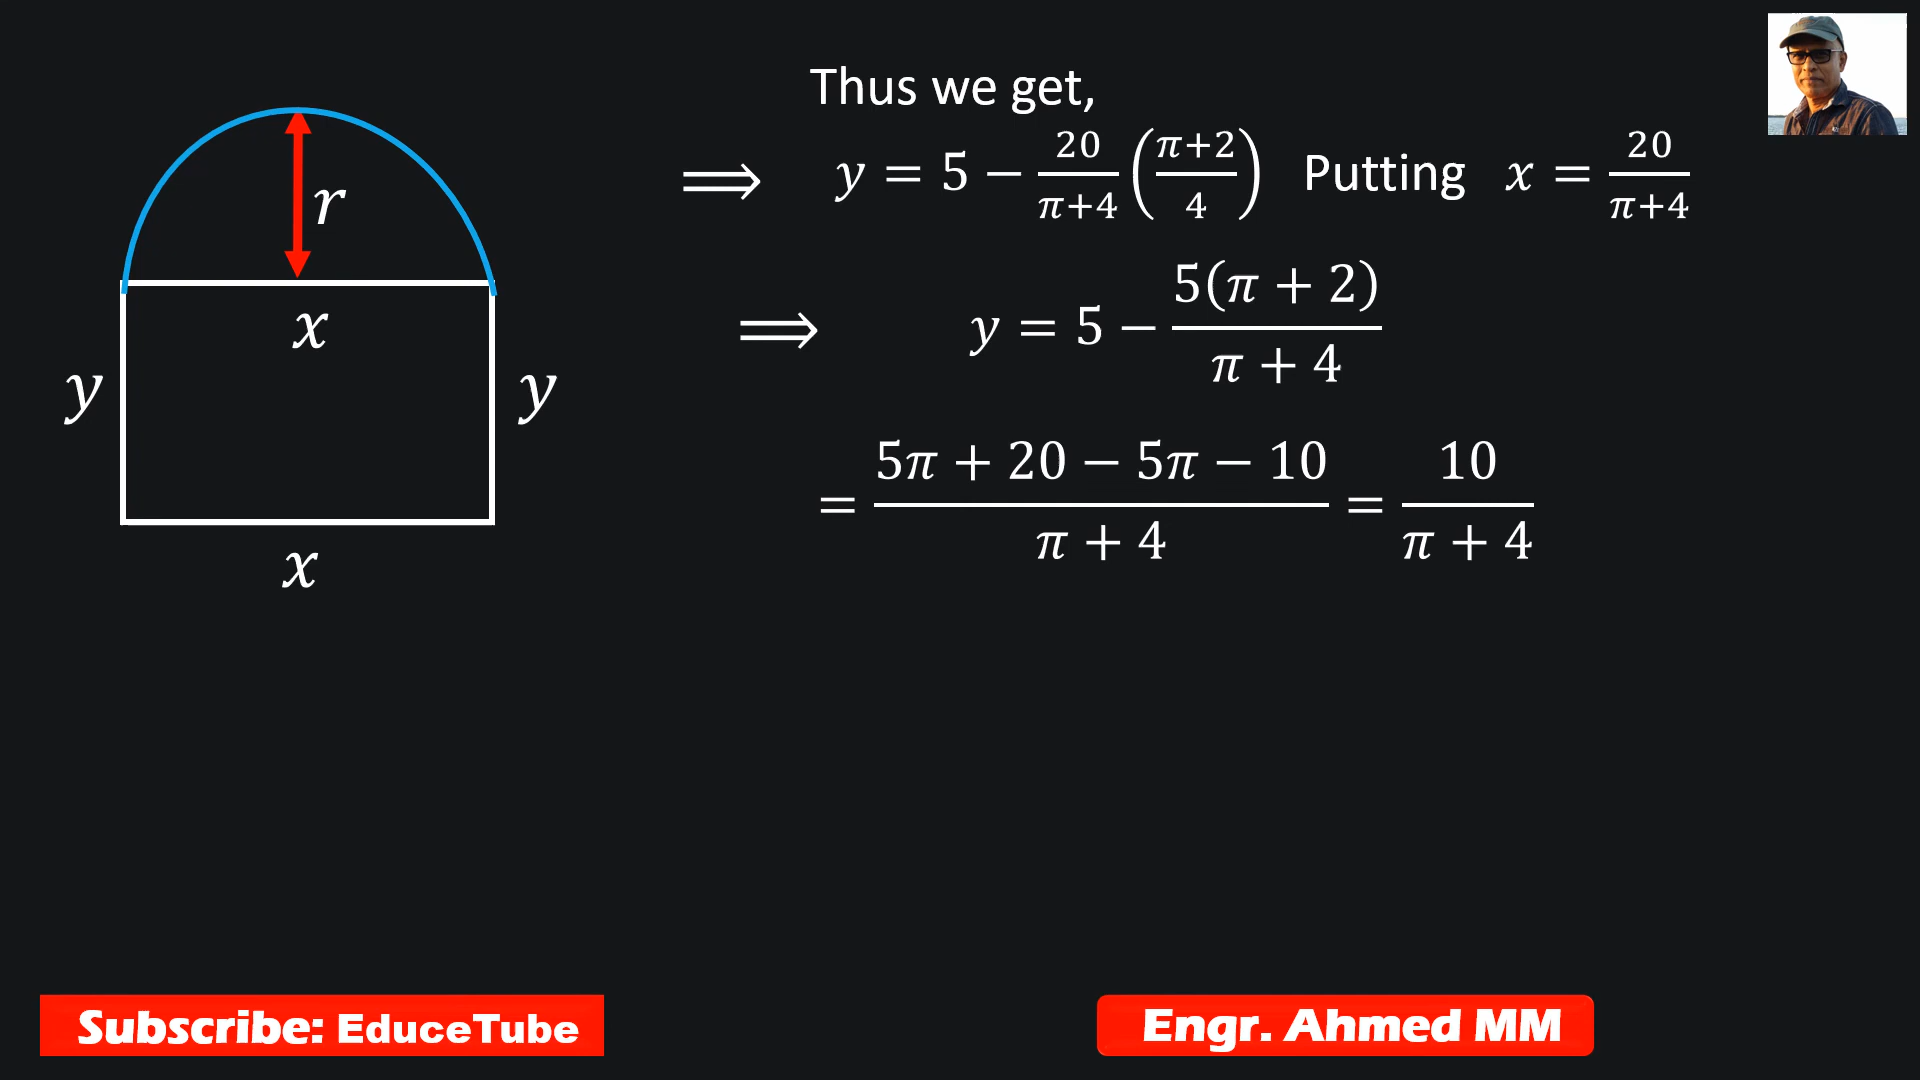 Thus we get,
⟹ y = 5 − 20/(π+4) ((π+2)/4) Putting x = 20/(π+4)
⟹ y = 5 − 5(π + 2)/(π + 4)
= (5π + 20 − 5π − 10)/(π + 4) = 10/(π + 4)
r
x
y y
x
Subscribe: EduceTube
Engr. Ahmed MM